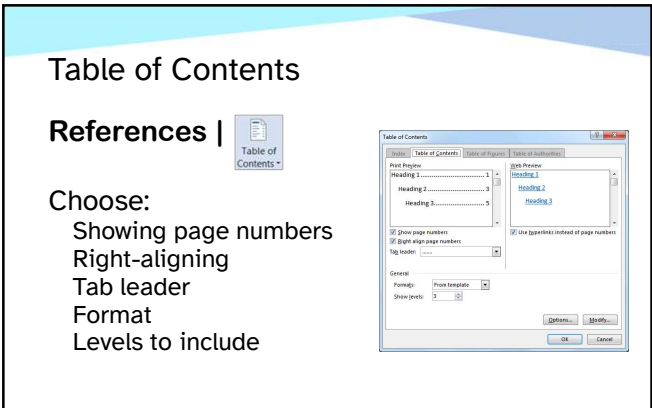 Table of Contents
References |
Table of
Contents
Choose:
Showing page numbers
Right-aligning
Tab leader
Format
Levels to include
Table of Contents
Index Table of Contents Table of Figures Table of Authorities
Print Preview
Heading 1........................... 1
Heading 2...................... 3
Heading 3................. 5
Web Preview
Heading 1
Heading 2
Heading 3
Show page numbers
Right align page numbers
Tab leader: .......
Use hyperlinks instead of page numbers
General
Formats: From template
Show levels: 3
Options... Modify...
OK Cancel